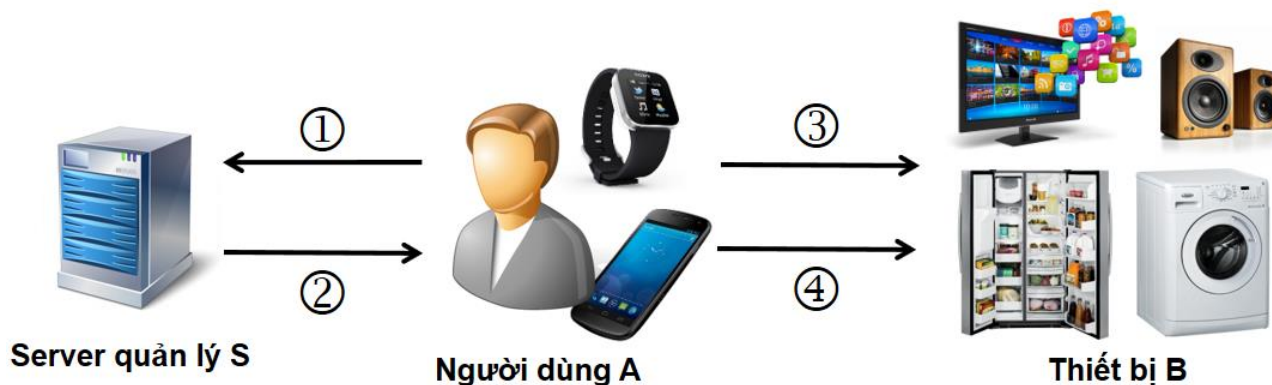 ① ③
② ④
Server quản lý S
Người dùng A
Thiết bị B